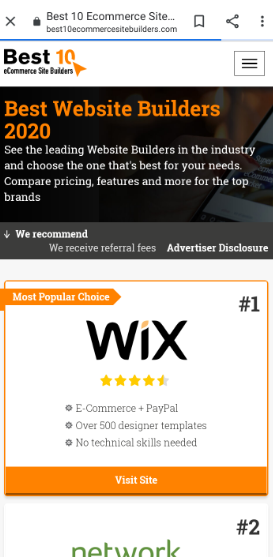 Best 10 Ecommerce Site...
best10ecommercesitebuilders.com
Best 10
eCommerce Site Builders
Best Website Builders
2020
See the leading Website Builders in the industry
and choose the one that's best for your needs.
Compare pricing, features and more for the top
brands
We recommend
We receive referral fees Advertiser Disclosure
Most Popular Choice
#1
WiX
E-Commerce + PayPal
Over 500 designer templates
No technical skills needed
Visit Site
#2
network